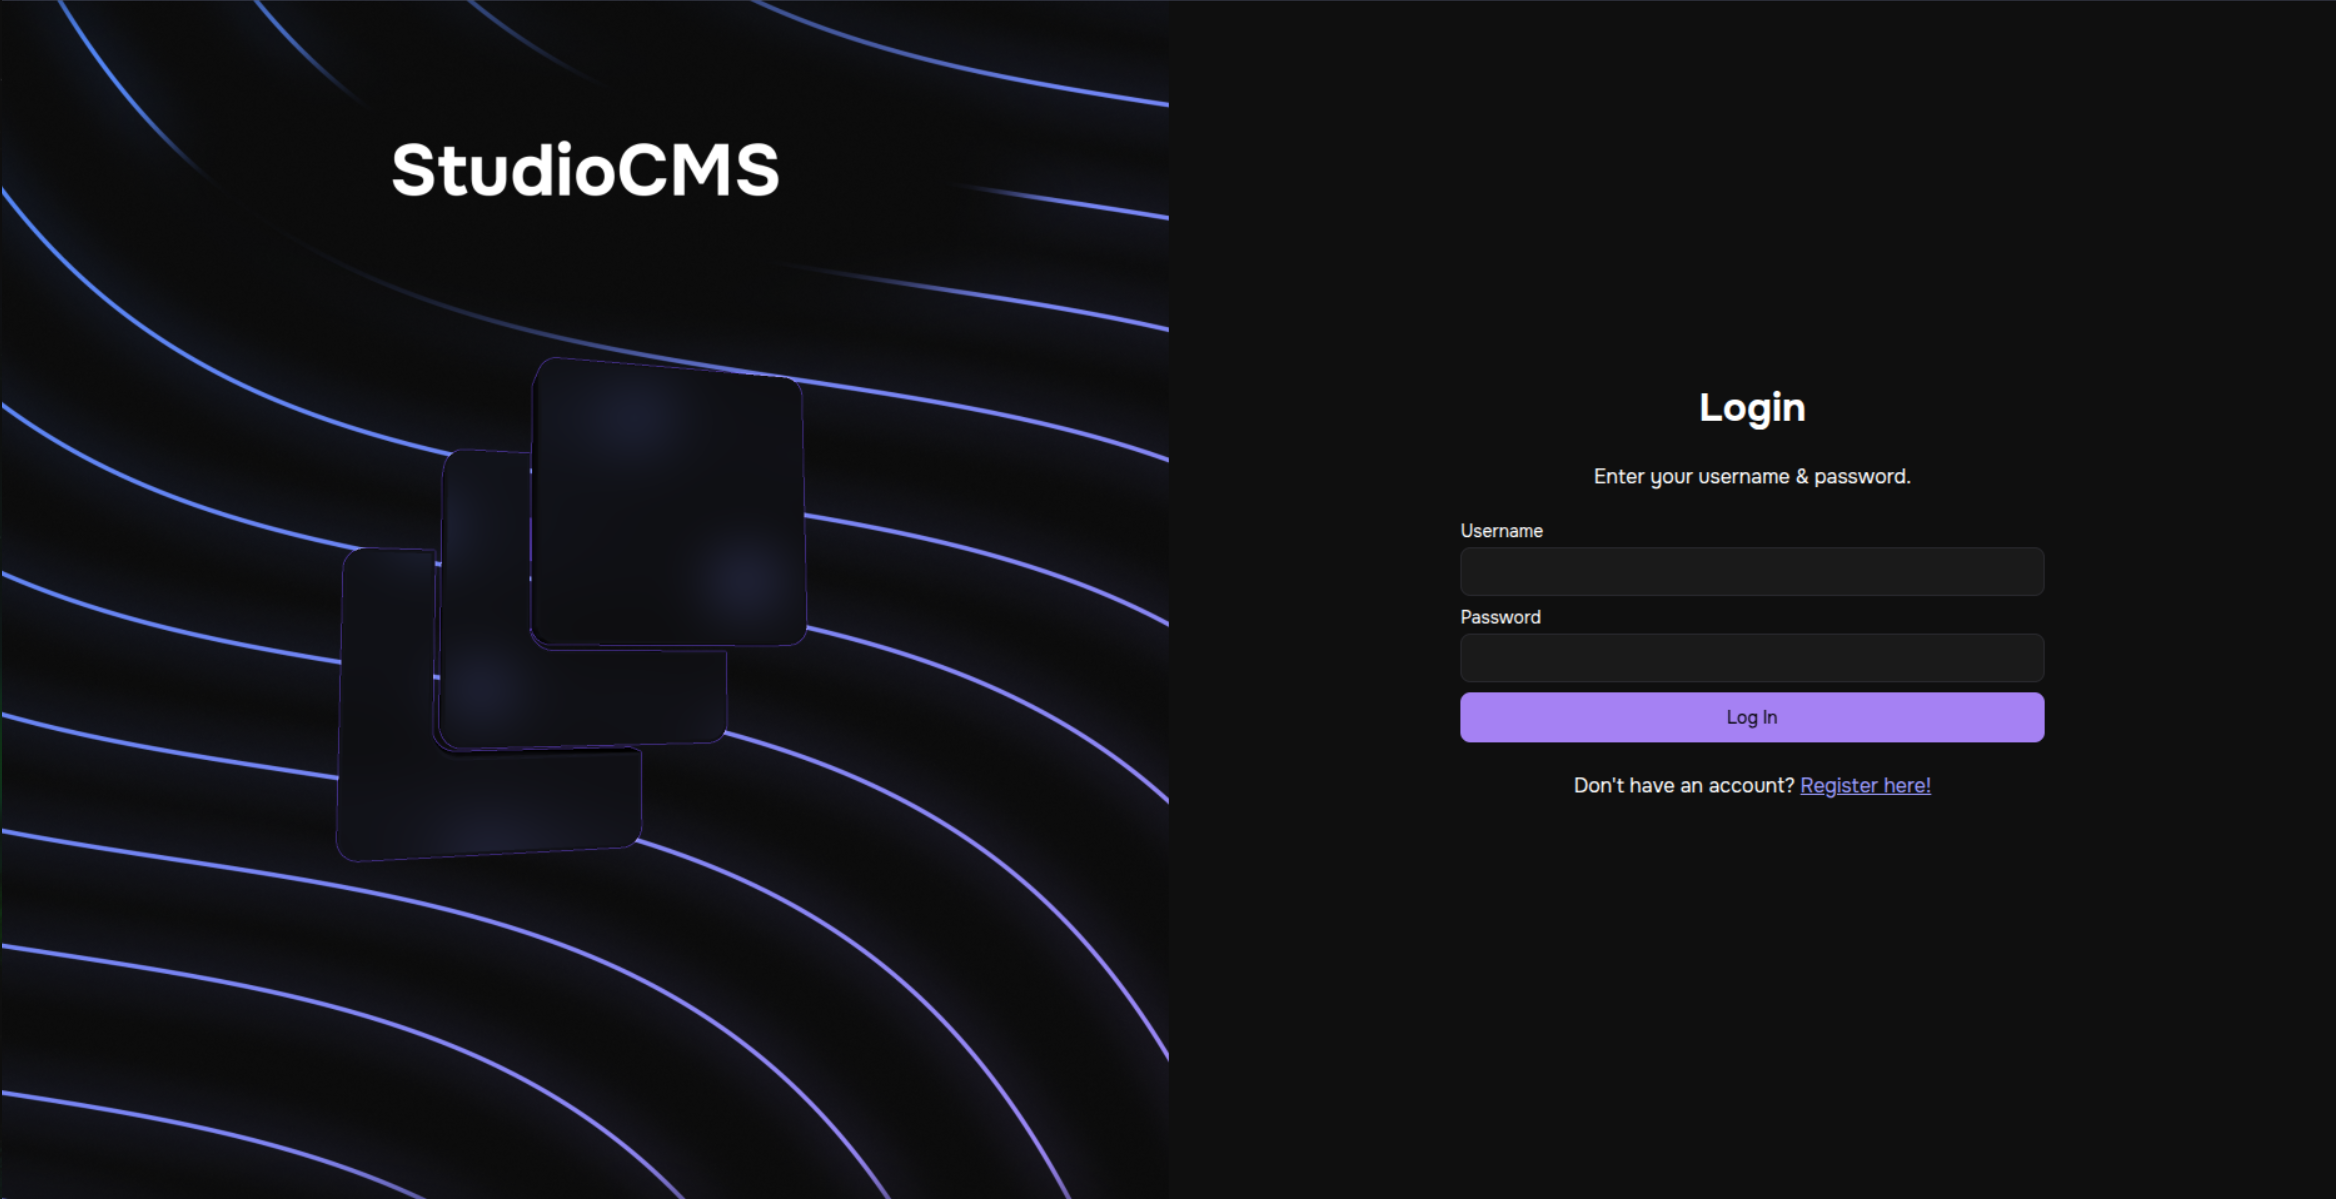 StudioCMS
Login
Enter your username & password.
Username
Password
Log In
Don't have an account? Register here!